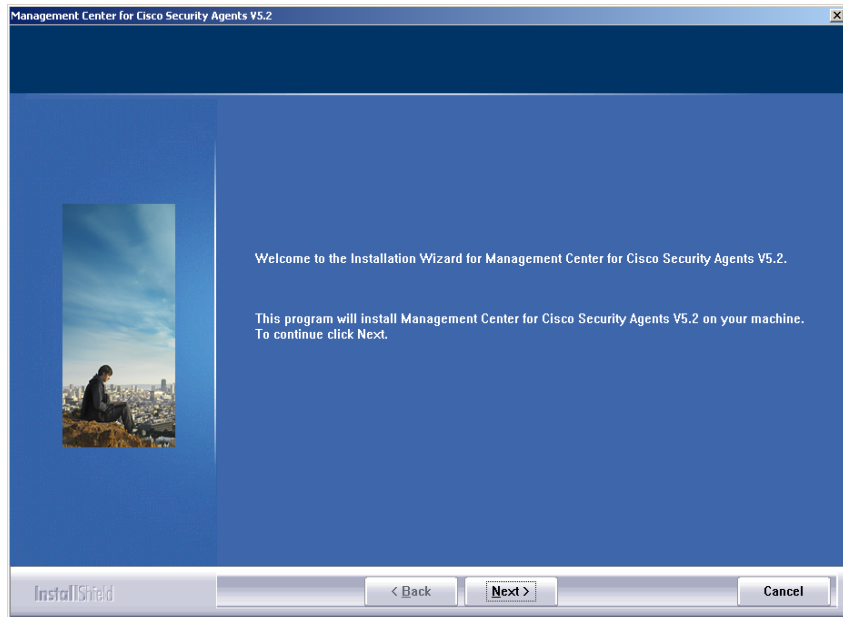 Management Center for Cisco Security Agents V5.2
Welcome to the Installation Wizard for Management Center for Cisco Security Agents V5.2.
This program will install Management Center for Cisco Security Agents V5.2 on your machine.
To continue click Next.
InstallShield
< Back
Next >
Cancel